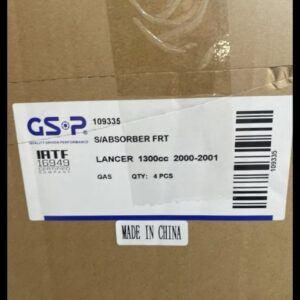 GSP
QUALITY DRIVEN PERFORMANCE
109335
S/ABSORBER FRT
IATF
16949
CERTIFIED
COMPANY
LANCER 1300cc 2000-2001
GAS QTY: 4 PCS
109335
MADE IN CHINA